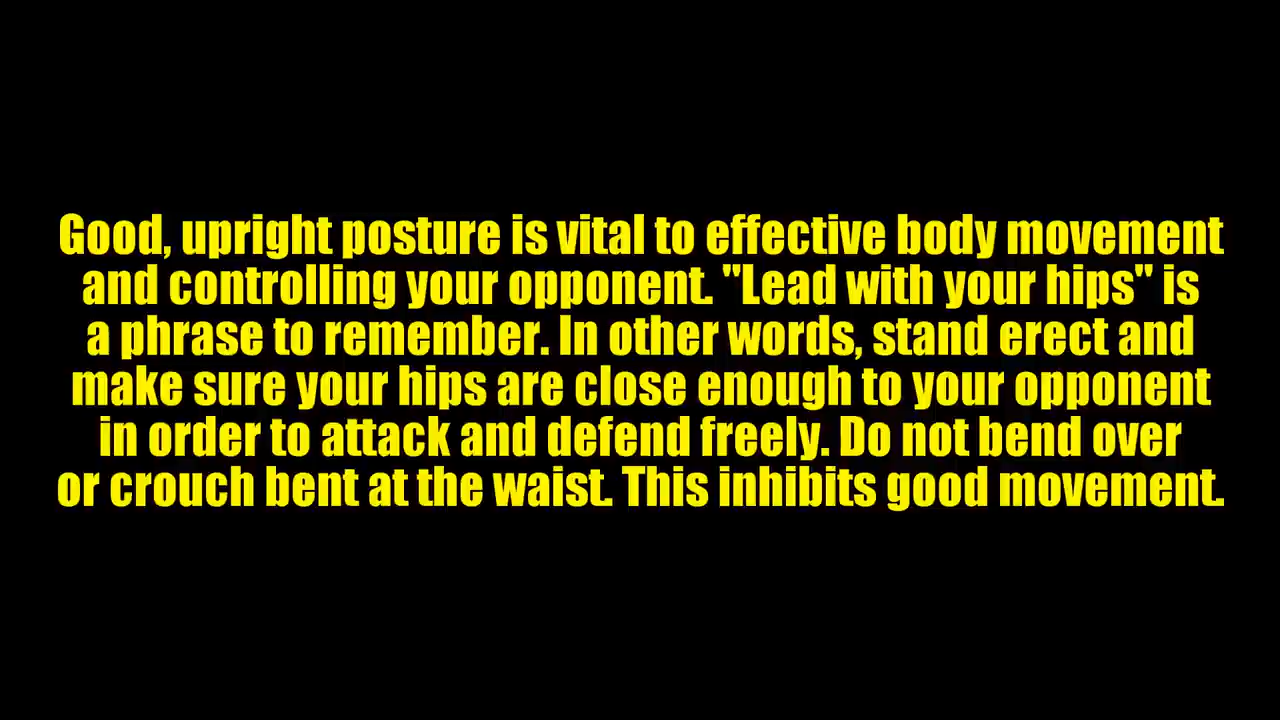 Good, upright posture is vital to effective body movement
and controlling your opponent. "Lead with your hips" is
a phrase to remember. In other words, stand erect and
make sure your hips are close enough to your opponent
in order to attack and defend freely. Do not bend over
or crouch bent at the waist. This inhibits good movement.